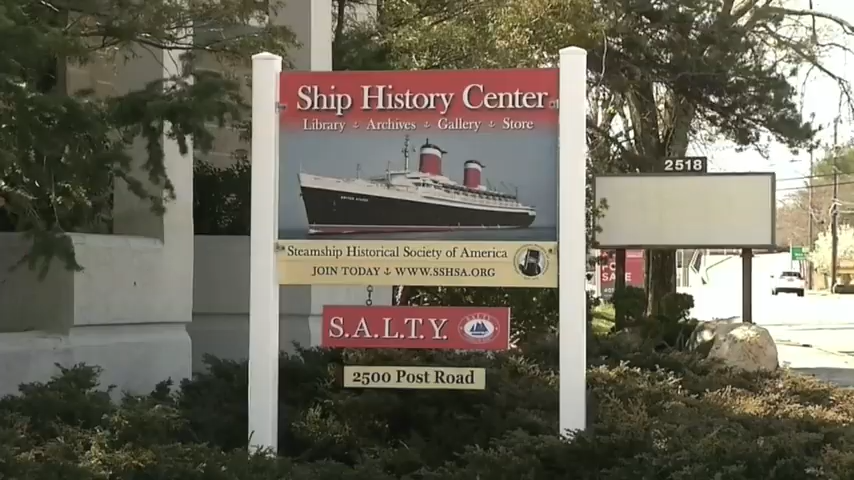 Ship History Center
Library ⚓ Archives ⚓ Gallery ⚓ Store
Steamship Historical Society of America
JOIN TODAY ⚓ WWW.SSHSA.ORG
S.A.L.T.Y.
2500 Post Road
2518
SALE